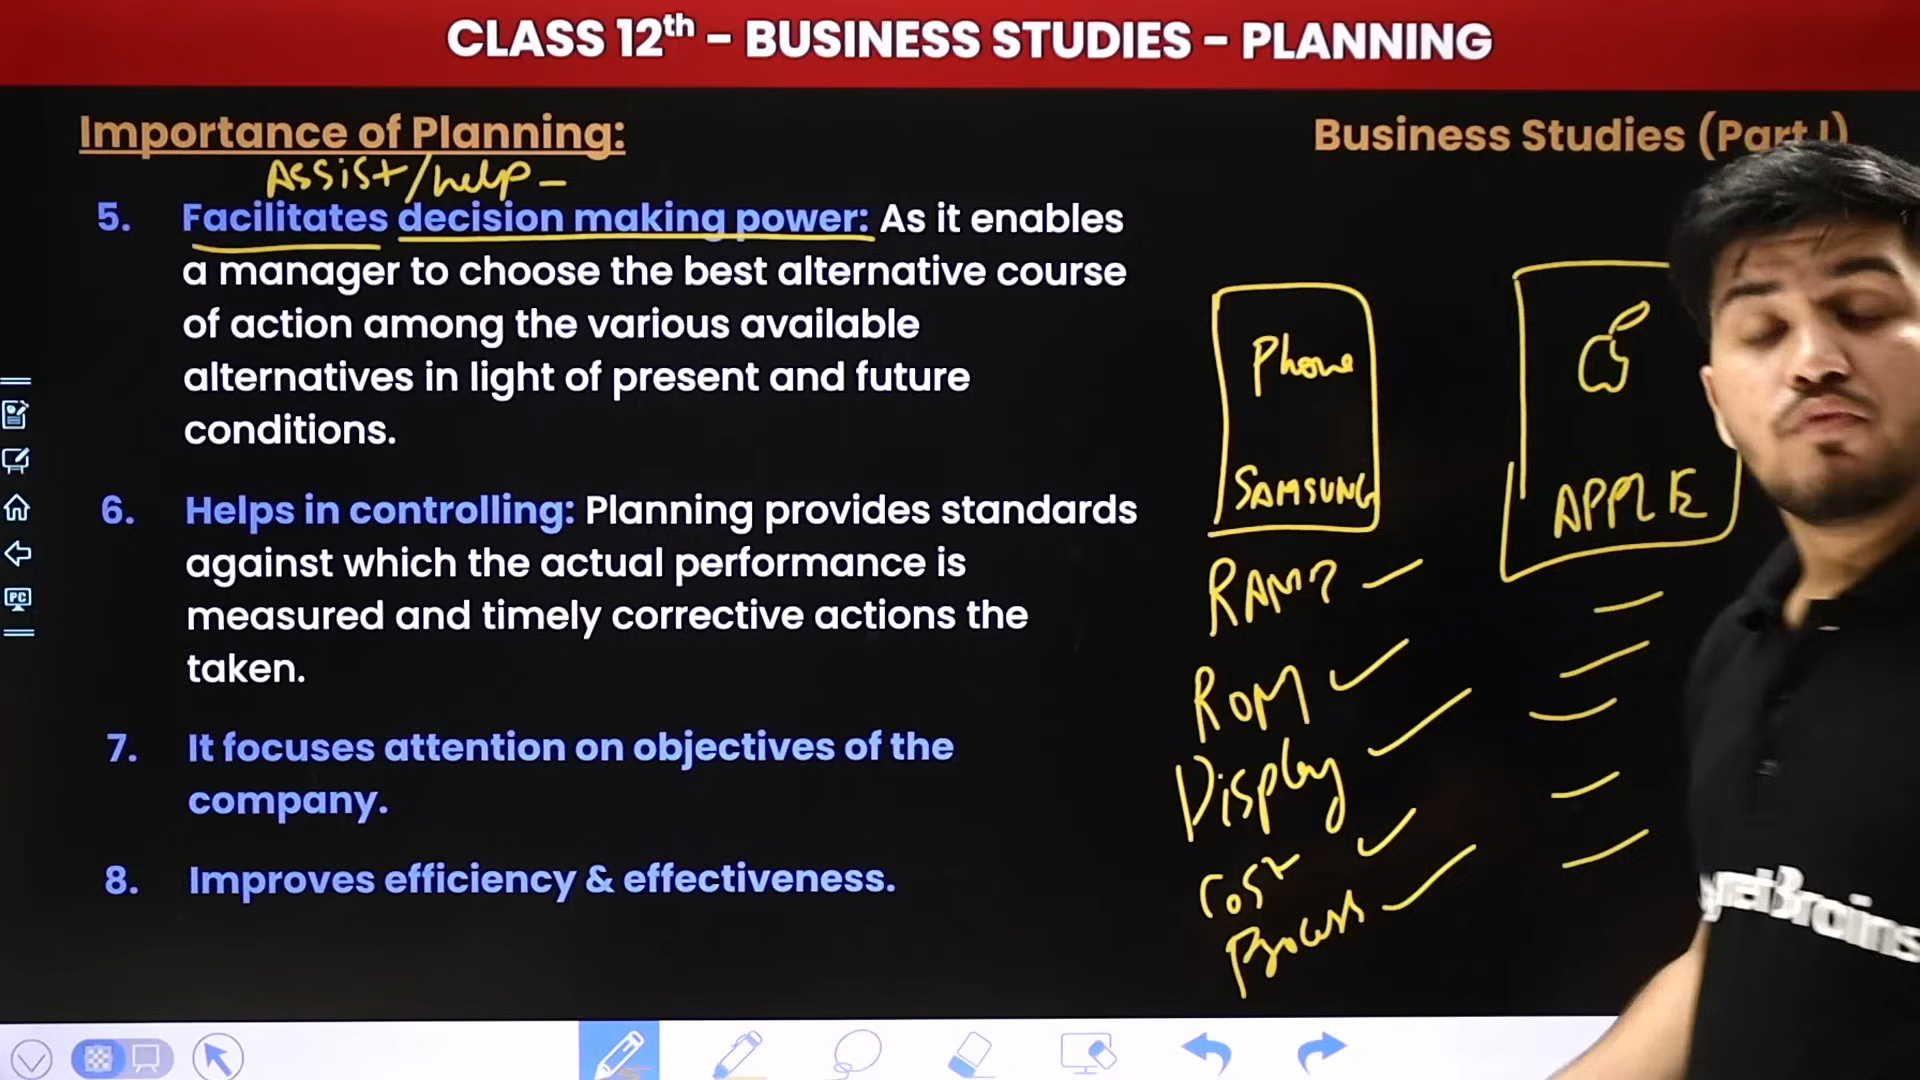 CLASS 12th - BUSINESS STUDIES - PLANNING
Importance of Planning:
Business Studies (Part I)
Assist/help -
5. Facilitates decision making power: As it enables
a manager to choose the best alternative course
of action among the various available
alternatives in light of present and future
conditions.
6. Helps in controlling: Planning provides standards
against which the actual performance is
measured and timely corrective actions the
taken.
7. It focuses attention on objectives of the
company.
8. Improves efficiency & effectiveness.
Phone
SAMSUNG
APPLE
RAM
ROM
Display
Cost
PC